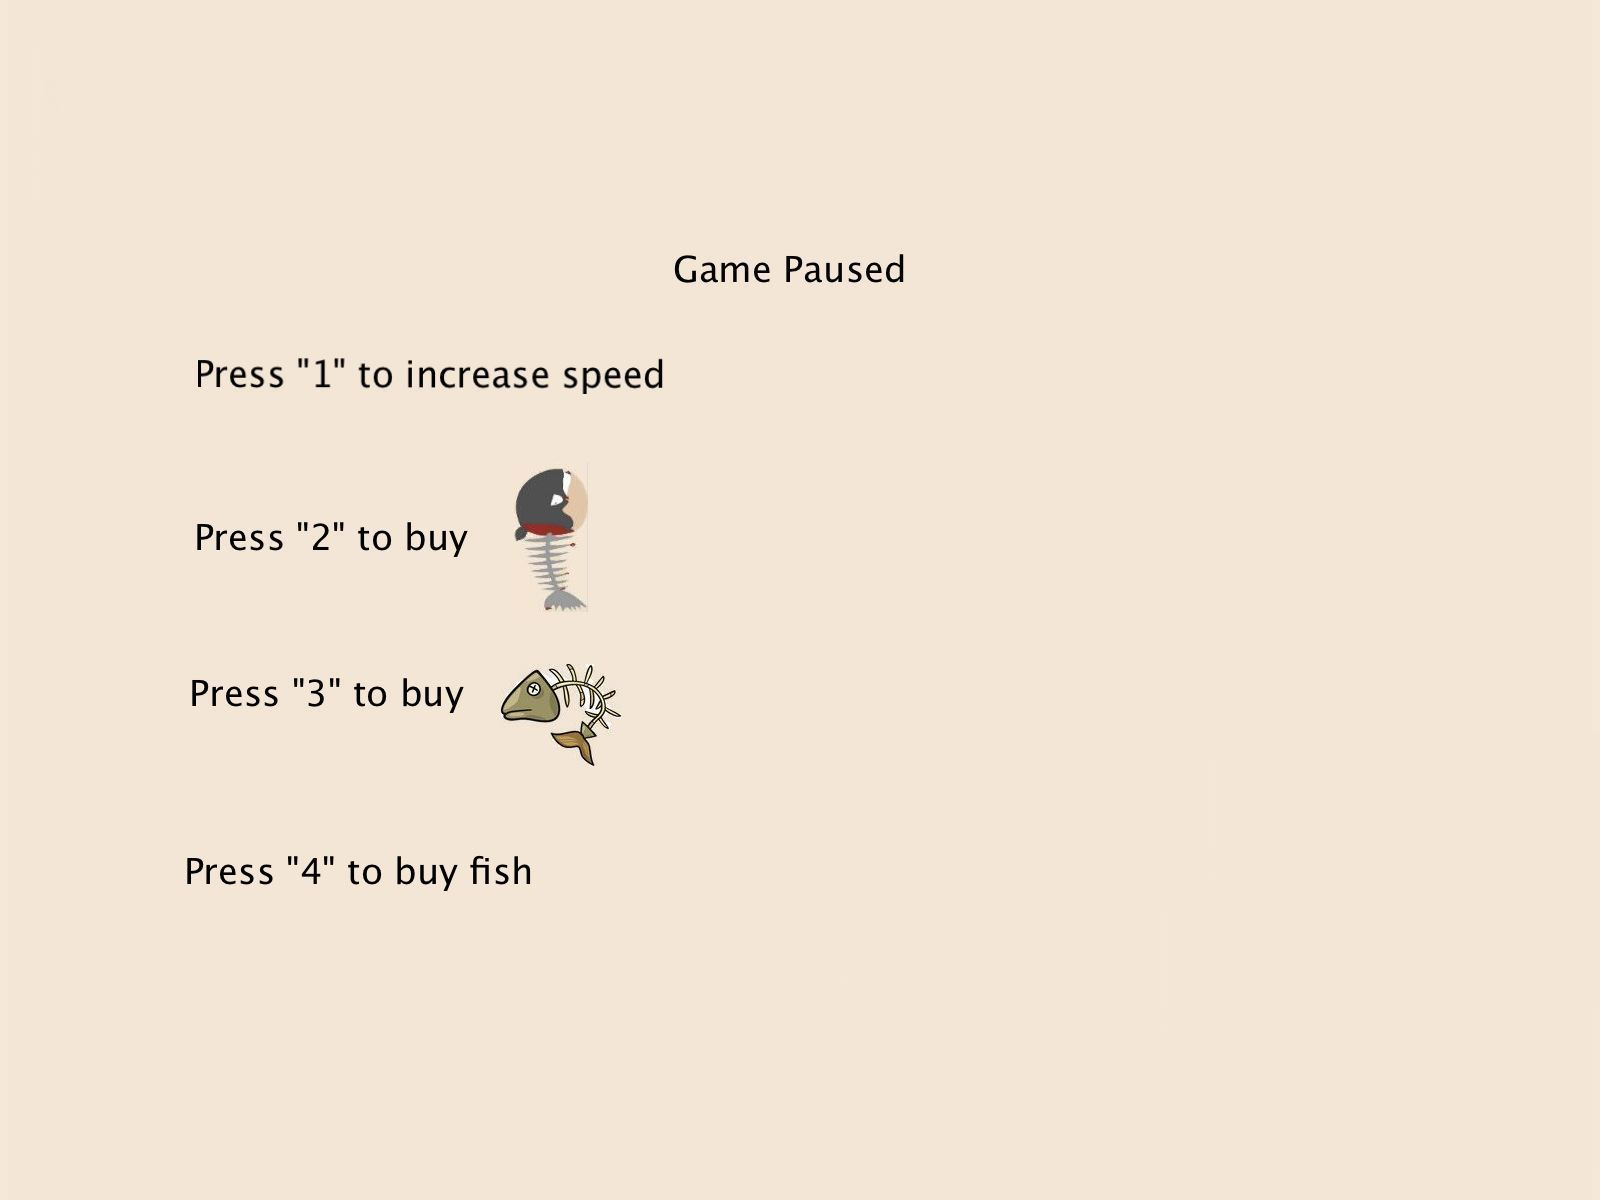 Game Paused
Press "1" to increase speed
Press "2" to buy
Press "3" to buy
Press "4" to buy fish